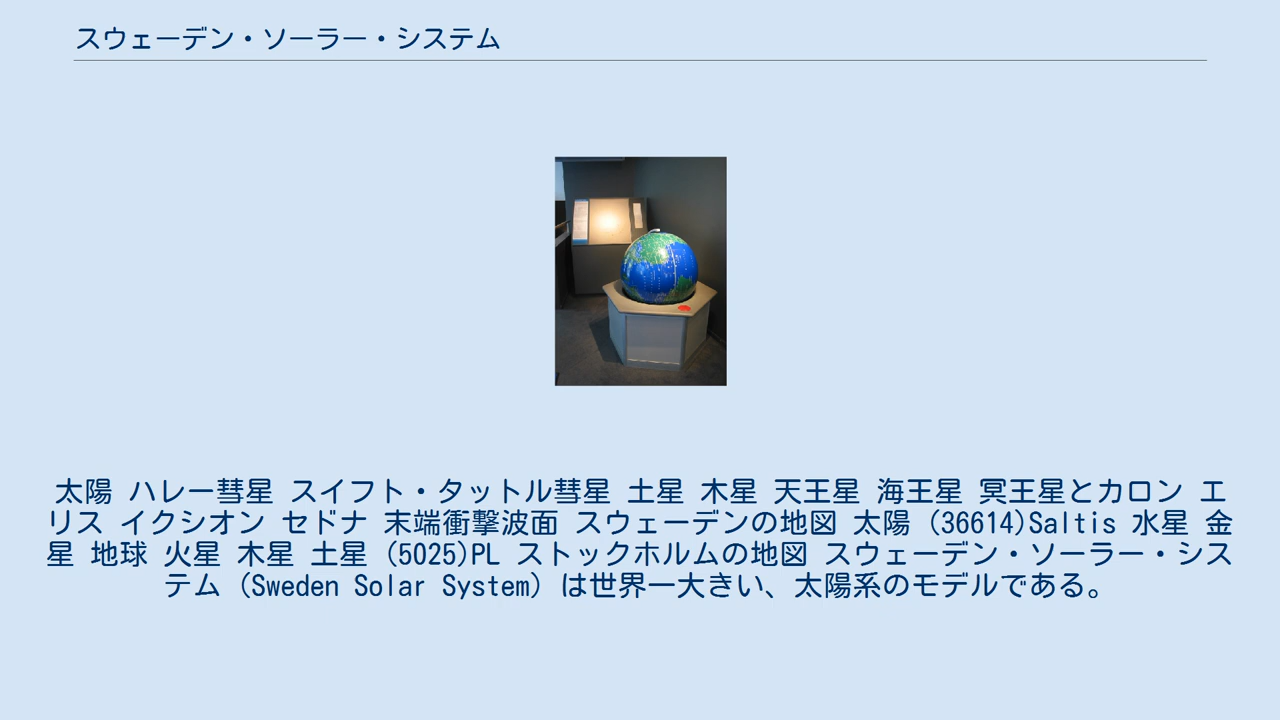 スウェーデン・ソーラー・システム
太陽 ハレー彗星 スイフト・タットル彗星 土星 木星 天王星 海王星 冥王星とカロン エ
リス イクシオン セドナ 末端衝撃波面 スウェーデンの地図 太陽 (36614)Saltis 水星 金
星 地球 火星 木星 土星 (5025)PL ストックホルムの地図 スウェーデン・ソーラー・シス
テム（Sweden Solar System）は世界一大きい、太陽系のモデルである。